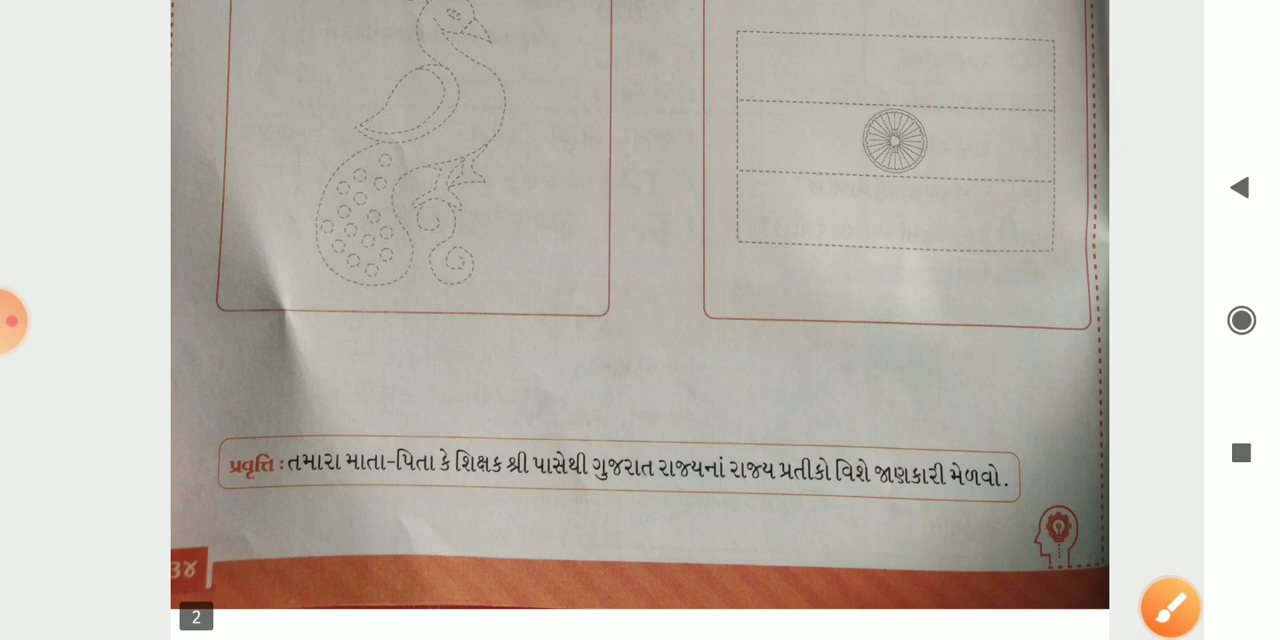 પ્રવૃત્તિ : તમારા માતા-પિતા કે શિક્ષક શ્રી પાસેથી ગુજરાત રાજ્યનાં રાજ્ય પ્રતીકો વિશે જાણકારી મેળવો.
૩૪
2